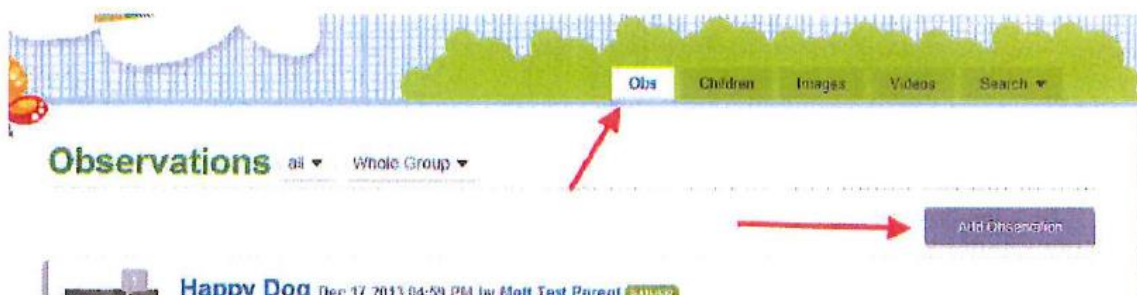 Obs Children Images Videos Search
Observations all Whole Group
Add Observation
Happy Dog Dec 17 2013 04:59 PM by Matt Test Parent